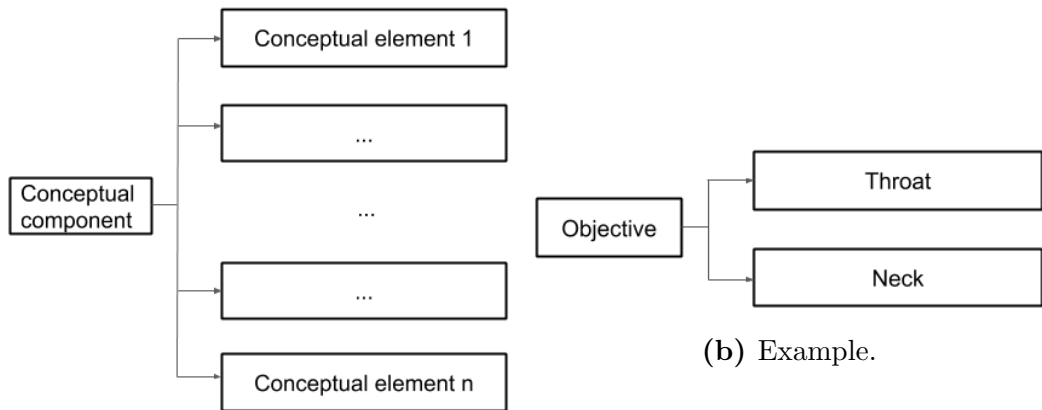 Conceptual element 1
...
Conceptual
component
...
...
Conceptual element n
Objective
Throat
Neck
(b) Example.